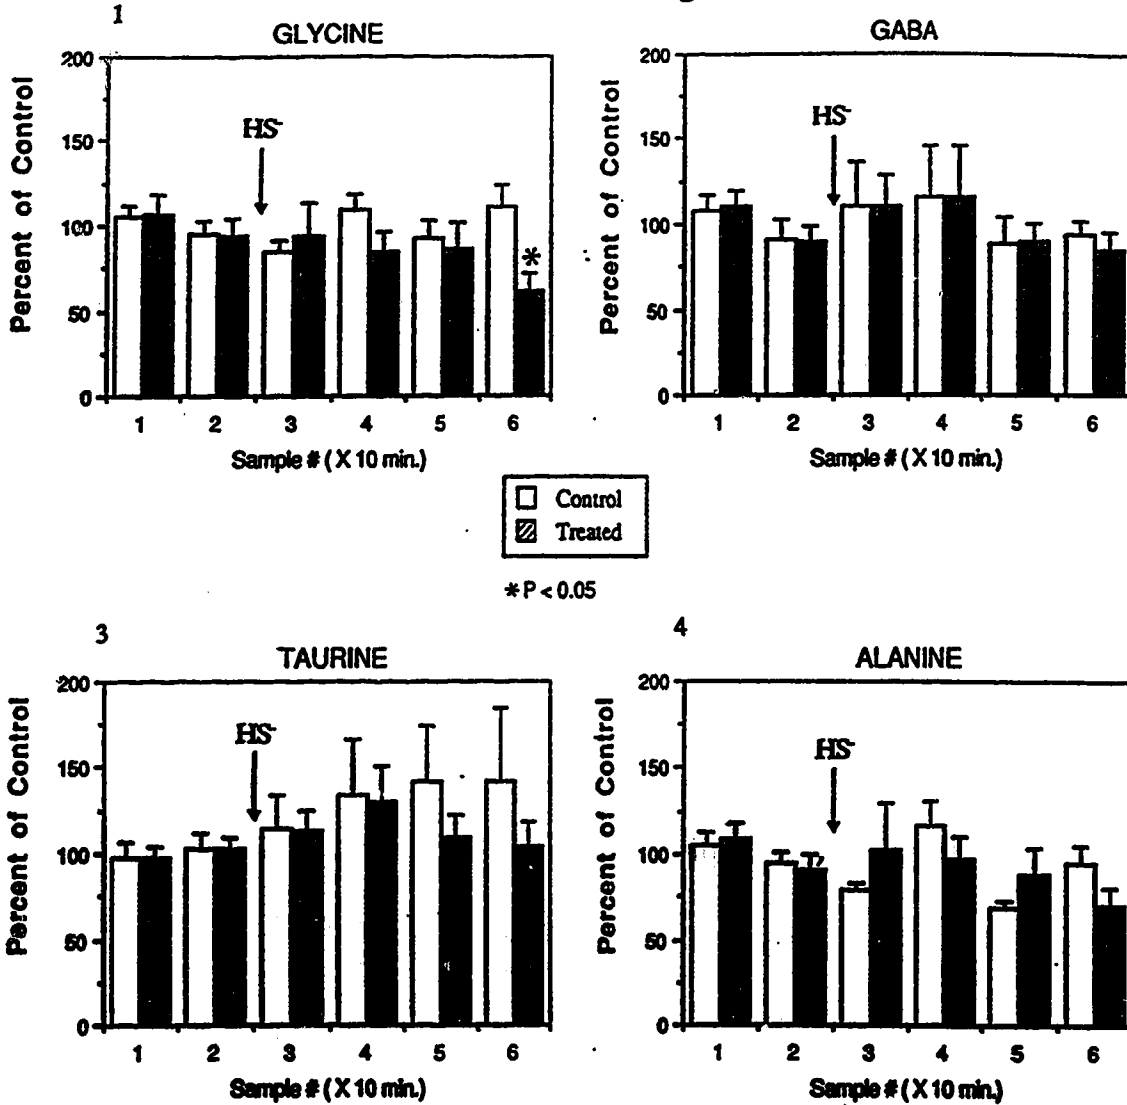 1
GLYCINE
Percent of Control
200
150
100
50
0
HS-
*
1 2 3 4 5 6
Sample # ( X 10 min.)
GABA
Percent of Control
200
150
100
50
0
HS-
1 2 3 4 5 6
Sample # ( X 10 min.)
Control
Treated
* P < 0.05
3
TAURINE
Percent of Control
200
150
100
50
0
HS-
1 2 3 4 5 6
Sample # ( X 10 min.)
4
ALANINE
Percent of Control
200
150
100
50
0
HS-
1 2 3 4 5 6
Sample # ( X 10 min.)